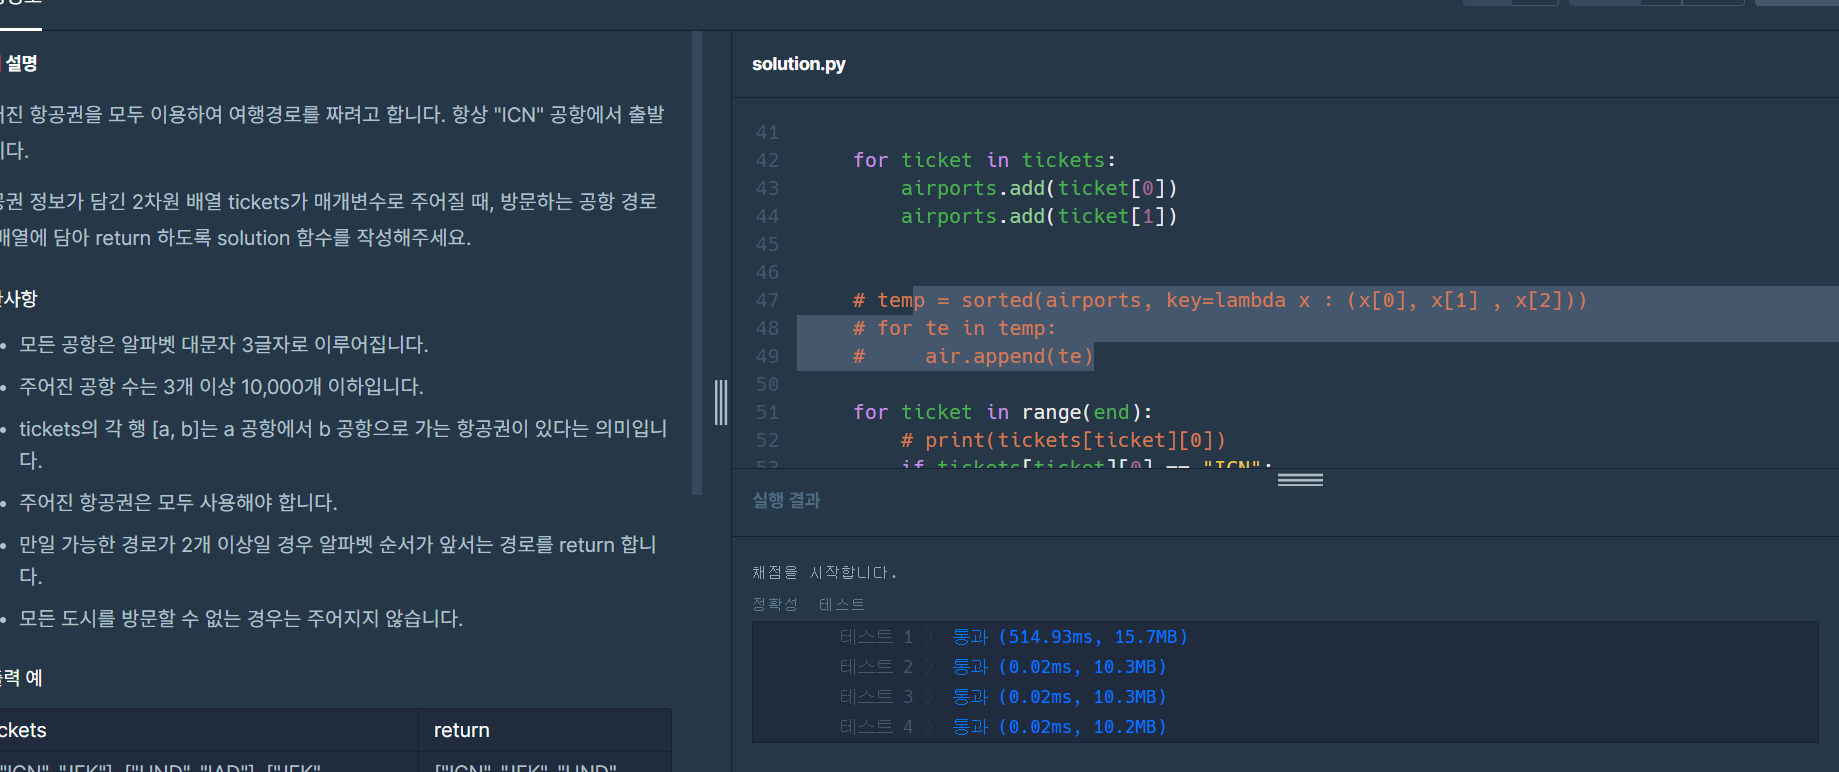 설명
진 항공권을 모두 이용하여 여행경로를 짜려고 합니다. 항상 "ICN" 공항에서 출발
다.
권 정보가 담긴 2차원 배열 tickets가 매개변수로 주어질 때, 방문하는 공항 경로
배열에 담아 return 하도록 solution 함수를 작성해주세요.
사항
• 모든 공항은 알파벳 대문자 3글자로 이루어집니다.
• 주어진 공항 수는 3개 이상 10,000개 이하입니다.
• tickets의 각 행 [a, b]는 a 공항에서 b 공항으로 가는 항공권이 있다는 의미입니
다.
• 주어진 항공권은 모두 사용해야 합니다.
• 만일 가능한 경로가 2개 이상일 경우 알파벳 순서가 앞서는 경로를 return 합니
다.
• 모든 도시를 방문할 수 없는 경우는 주어지지 않습니다.
력 예
ckets return
"ICN", "JFK"], ["HND", "IAD"], ["JFK", ["ICN", "JFK", "HND",
solution.py
41
42 for ticket in tickets:
43 airports.add(ticket[0])
44 airports.add(ticket[1])
45
46
47 # temp = sorted(airports, key=lambda x : (x[0], x[1] , x[2]))
48 # for te in temp:
49 # air.append(te)
50
51 for ticket in range(end):
52 # print(tickets[ticket][0])
53 if tickets[ticket][0] == "ICN":
실행 결과
채점을 시작합니다.
정확성 테스트
테스트 1 〉 통과 (514.93ms, 15.7MB)
테스트 2 〉 통과 (0.02ms, 10.3MB)
테스트 3 〉 통과 (0.02ms, 10.3MB)
테스트 4 〉 통과 (0.02ms, 10.2MB)